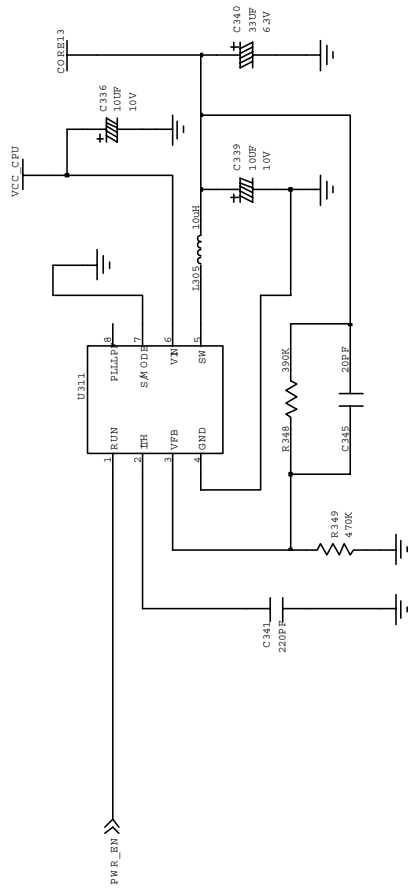 CORE13
C340
33UF
6.3V
C336
10UF
10V
VCC_CPU
C339
10UF
10V
10uH
L305
U311
8
PLLLPF
7
S/MODE
6
VIN
5
SW
RUN
1
ITH
2
VFB
3
GND
4
390K
R348
20PF
C345
R349
470K
C341
220PF
PWR_EN